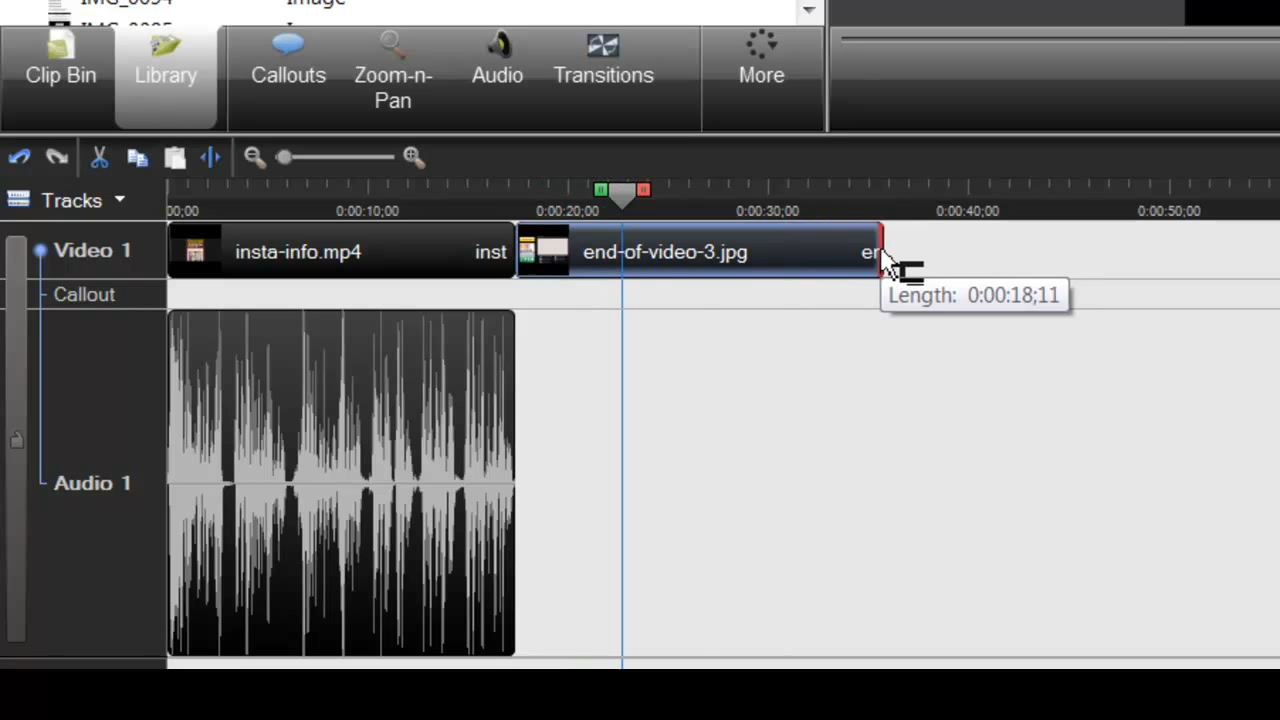 IMG_0094 Image
Clip Bin Library Callouts Zoom-n-Pan Audio Transitions More
Tracks
00;00 0:00:10;00 0:00:20;00 0:00:30;00 0:00:40;00 0:00:50;00
Video 1 insta-info.mp4 inst end-of-video-3.jpg en
Callout
Length: 0:00:18;11
Audio 1